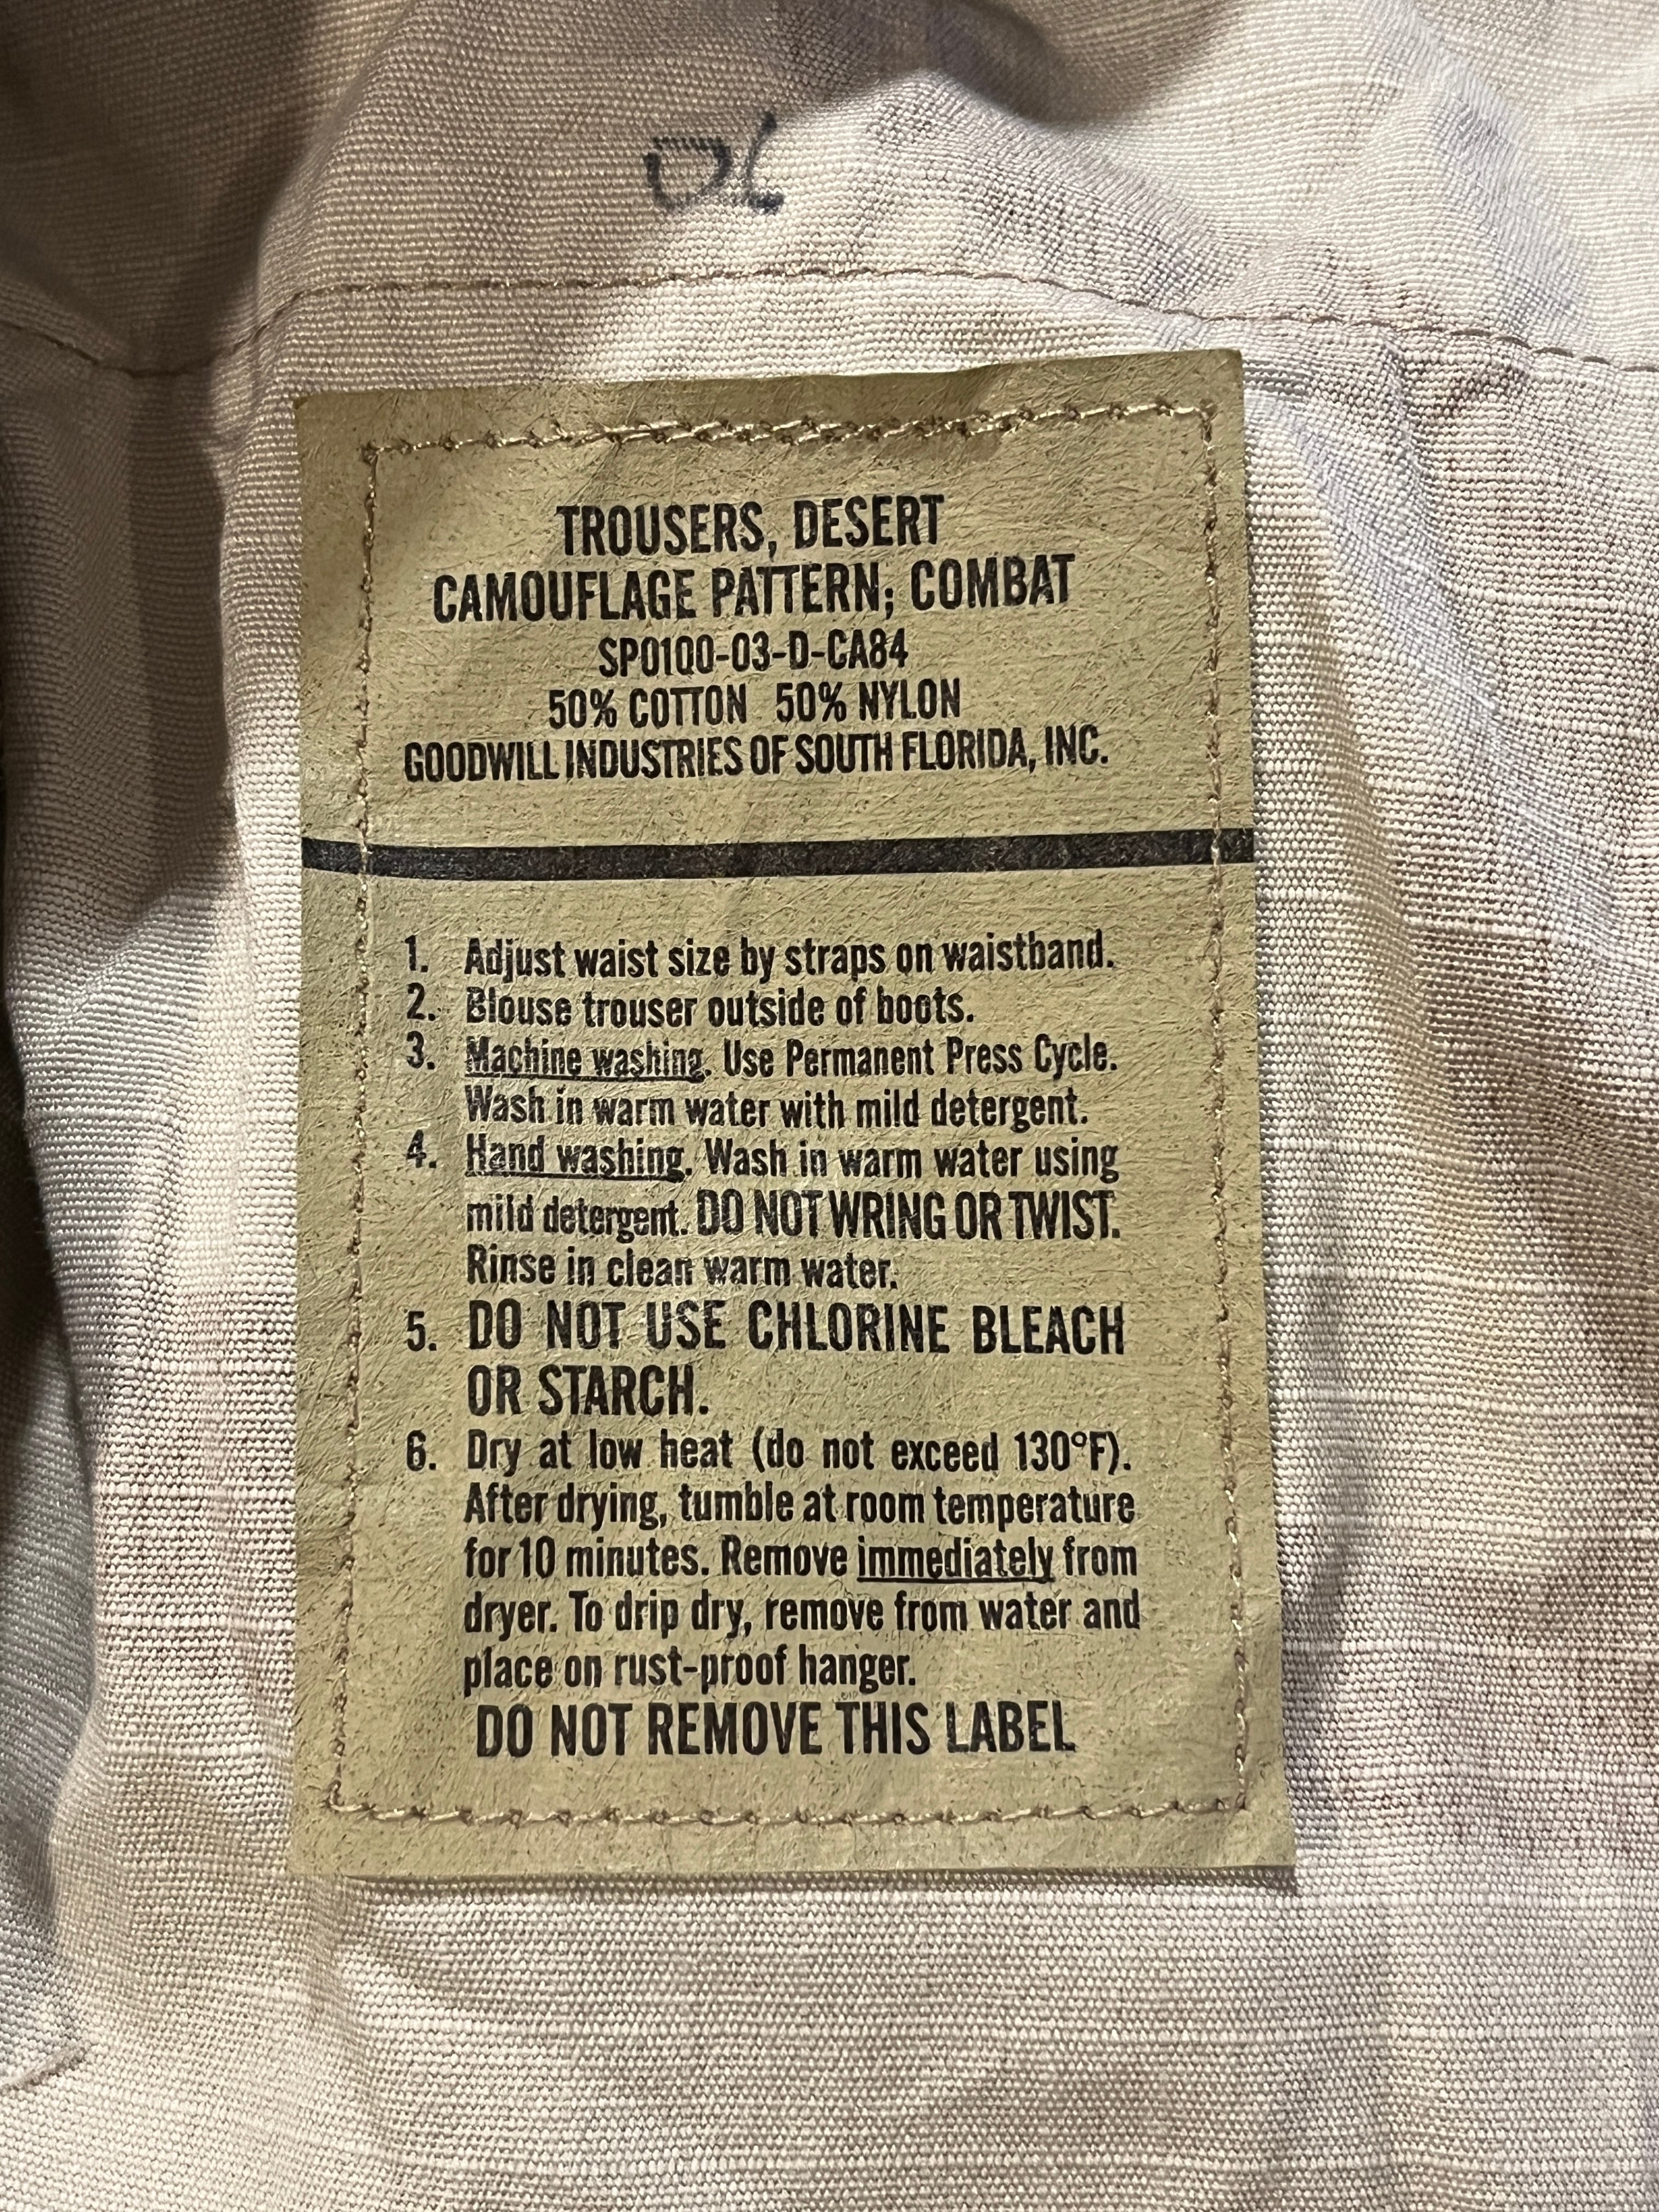 TROUSERS, DESERT
CAMOUFLAGE PATTERN; COMBAT
SP01Q0-03-D-CA84
50% COTTON 50% NYLON
GOODWILL INDUSTRIES OF SOUTH FLORIDA, INC.
1. Adjust waist size by straps on waistband.
2. Blouse trouser outside of boots.
3. Machine washing. Use Permanent Press Cycle.
Wash in warm water with mild detergent.
4. Hand washing. Wash in warm water using
mild detergent. DO NOT WRING OR TWIST.
Rinse in clean warm water.
5. DO NOT USE CHLORINE BLEACH
OR STARCH.
6. Dry at low heat (do not exceed 130°F).
After drying, tumble at room temperature
for 10 minutes. Remove immediately from
dryer. To drip dry, remove from water and
place on rust-proof hanger.
DO NOT REMOVE THIS LABEL